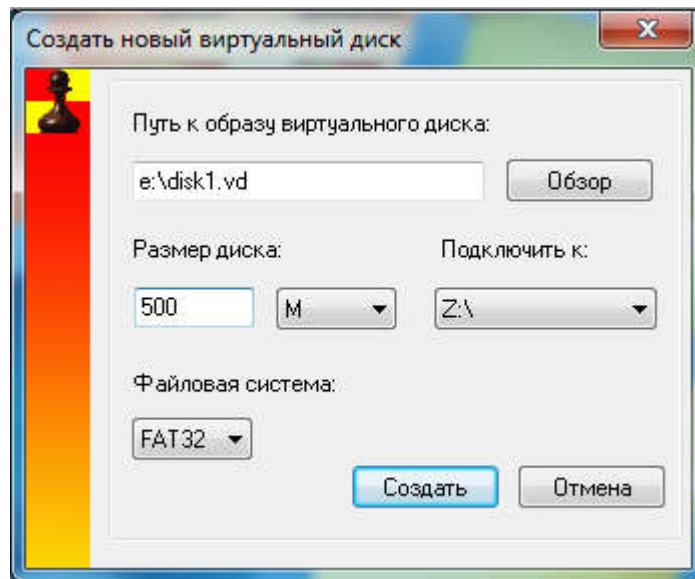 Создать новый виртуальный диск
Путь к образу виртуального диска:
e:\disk1.vd
Обзор
Размер диска: Подключить к:
500 M Z:\
Файловая система:
FAT32
Создать Отмена